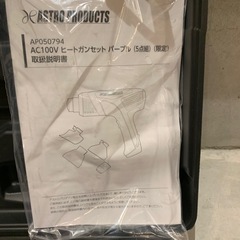 ASTRO PRODUCTS
AP050794
AC100V ヒートガンセット パープル (5点組) (限定)
取扱説明書